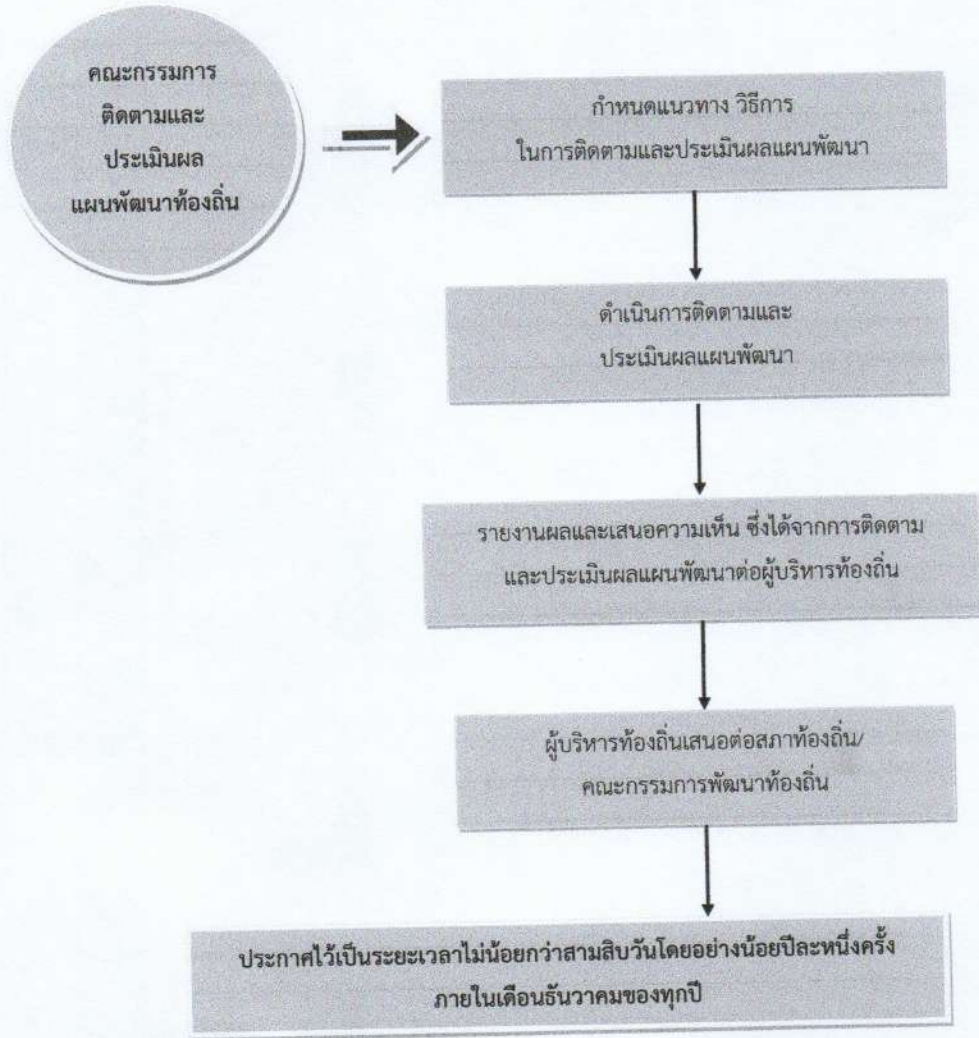 คณะกรรมการ
ติดตามและ
ประเมินผล
แผนพัฒนาท้องถิ่น
กำหนดแนวทาง วิธีการ
ในการติดตามและประเมินผลแผนพัฒนา
ดำเนินการติดตามและ
ประเมินผลแผนพัฒนา
รายงานผลและเสนอความเห็น ซึ่งได้จากการติดตาม
และประเมินผลแผนพัฒนาต่อผู้บริหารท้องถิ่น
ผู้บริหารท้องถิ่นเสนอต่อสภาท้องถิ่น/
คณะกรรมการพัฒนาท้องถิ่น
ประกาศไว้เป็นระยะเวลาไม่น้อยกว่าสามสิบวันโดยอย่างน้อยปีละหนึ่งครั้ง
ภายในเดือนธันวาคมของทุกปี